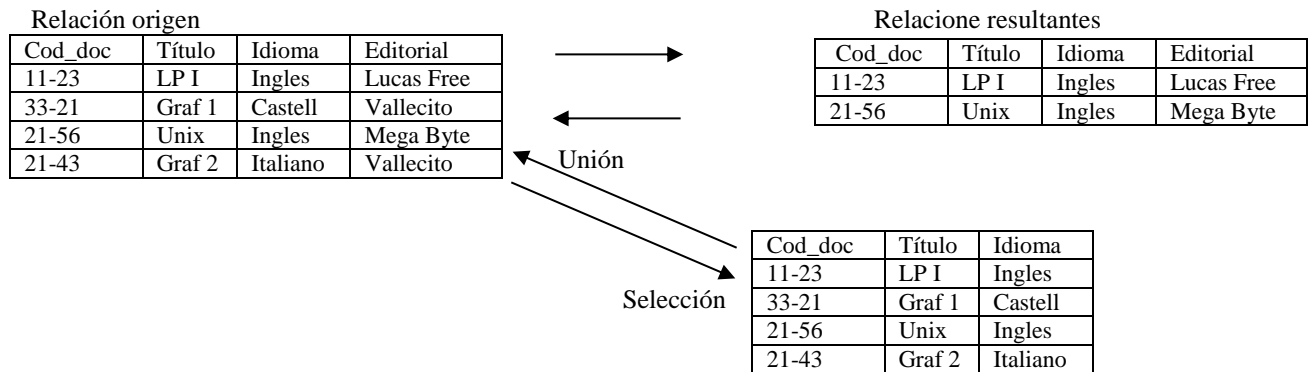 Relación origen
Cod_doc Título Idioma Editorial
11-23 LP I Ingles Lucas Free
33-21 Graf 1 Castell Vallecito
21-56 Unix Ingles Mega Byte
21-43 Graf 2 Italiano Vallecito
Relacione resultantes
Cod_doc Título Idioma Editorial
11-23 LP I Ingles Lucas Free
21-56 Unix Ingles Mega Byte
Unión
Selección
Cod_doc Título Idioma
11-23 LP I Ingles
33-21 Graf 1 Castell
21-56 Unix Ingles
21-43 Graf 2 Italiano